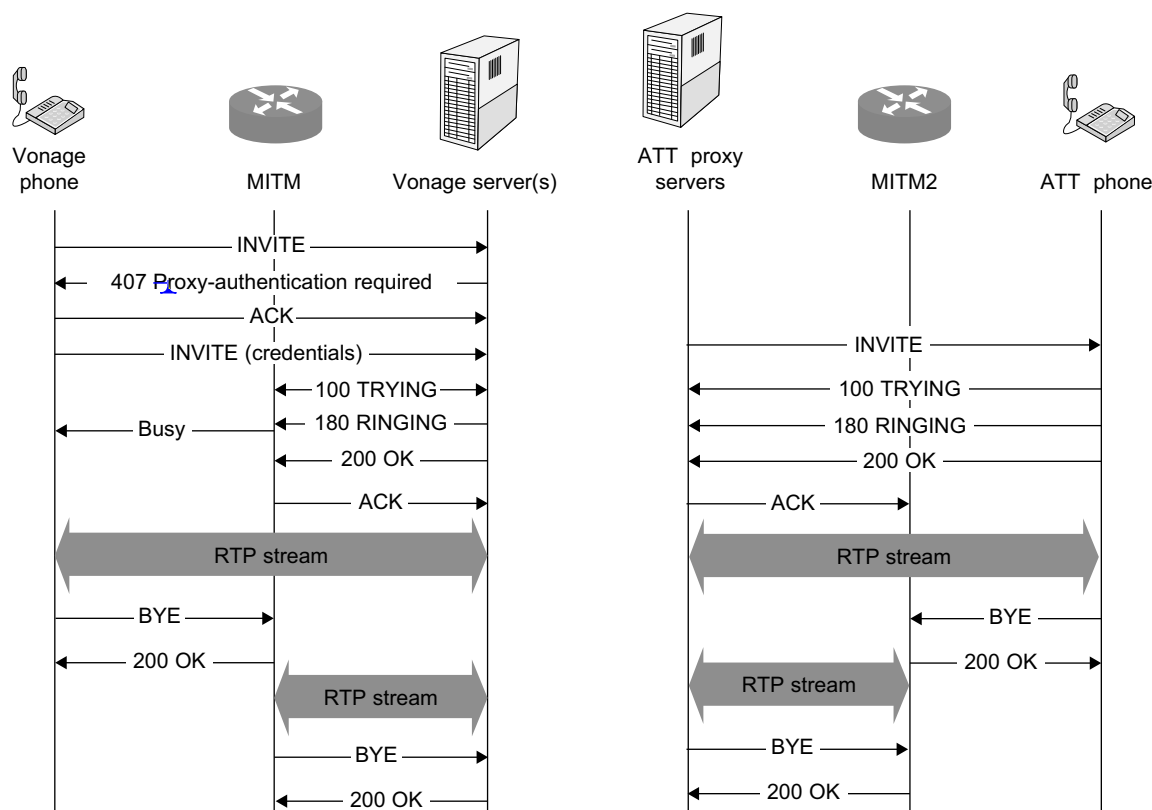 Vonage
phone
MITM
Vonage server(s)
ATT proxy
servers
MITM2
ATT phone
INVITE
407 Proxy-authentication required
ACK
INVITE (credentials)
100 TRYING
Busy
180 RINGING
200 OK
ACK
RTP stream
BYE
200 OK
RTP stream
BYE
200 OK
INVITE
100 TRYING
180 RINGING
200 OK
ACK
RTP stream
BYE
200 OK
RTP stream
BYE
200 OK